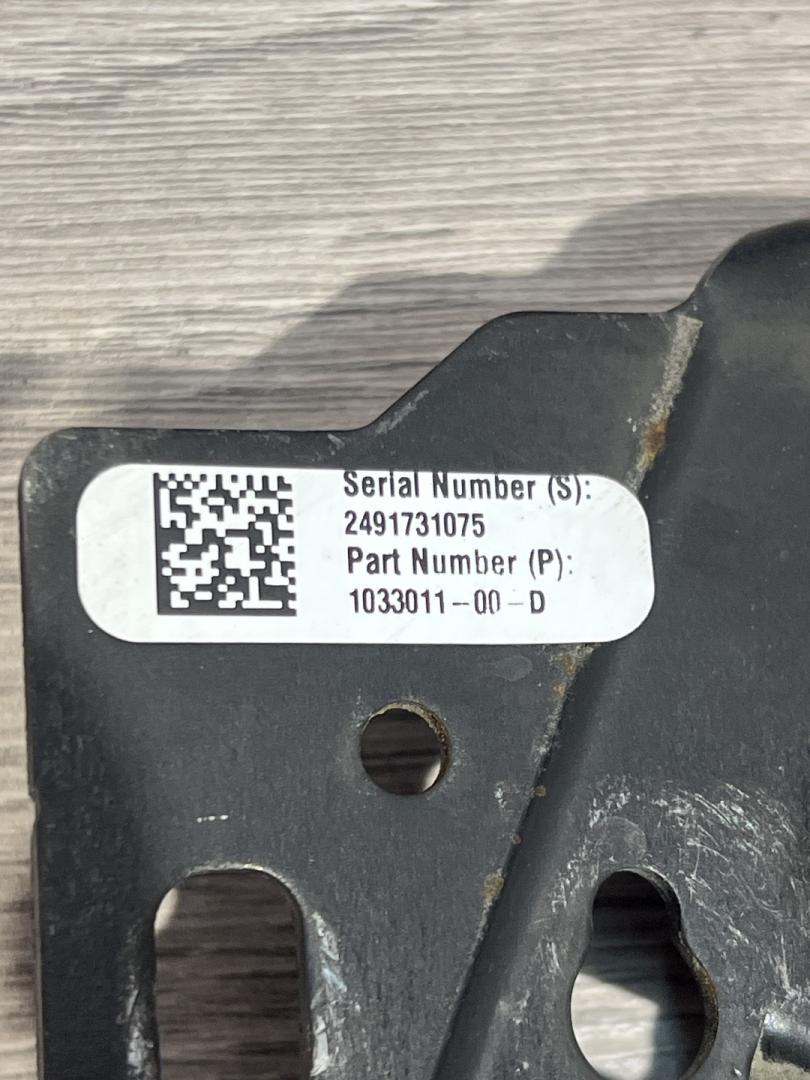 Serial Number (S):
2491731075
Part Number (P):
1033011-00-D